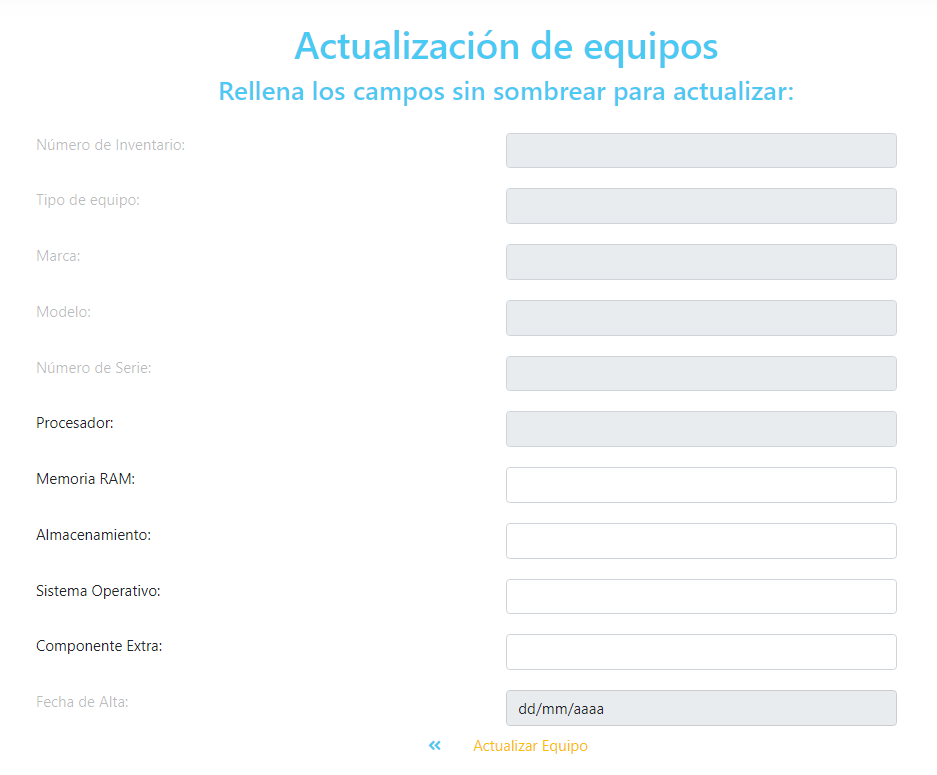 Actualización de equipos
Rellena los campos sin sombrear para actualizar:
Número de Inventario:
Tipo de equipo:
Marca:
Modelo:
Número de Serie:
Procesador:
Memoria RAM:
Almacenamiento:
Sistema Operativo:
Componente Extra:
Fecha de Alta: dd/mm/aaaa
« Actualizar Equipo